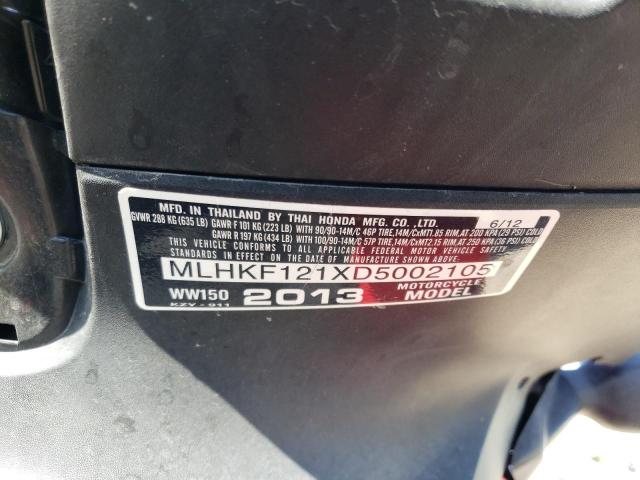 MFD. IN THAILAND BY THAI HONDA MFG. CO.,LTD. 6/12
GVWR 288 KG (635 LB) GAWR F 101 KG (223 LB) WITH 90/90-14M/C 46P TIRE,14M/CxMT1.85 RIM,AT 200 KPA (29 PSI) COLD
GAWR R 197 KG (434 LB) WITH 100/90-14M/C 57P TIRE,14M/CxMT2.15 RIM,AT 250 KPA (36 PSI) COLD
THIS VEHICLE CONFORMS TO ALL APPLICABLE FEDERAL MOTOR VEHICLE SAFETY
STANDARDS IN EFFECT ON THE DATE OF MANUFACTURE SHOWN ABOVE.
MLHKF121XD5002105
WW150 2013 MOTORCYCLE
KZY-911 MODEL